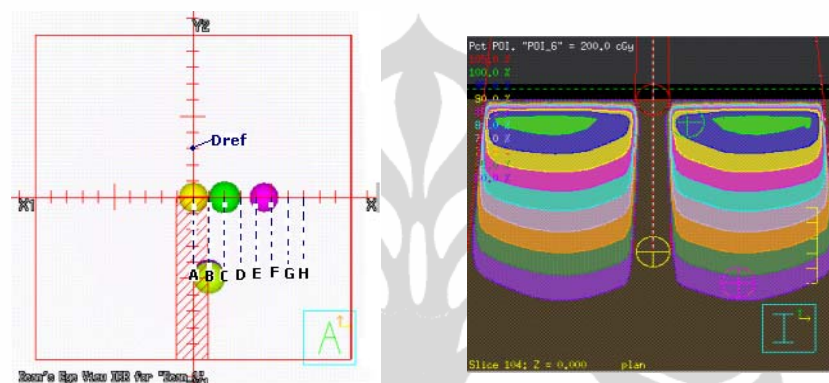 Y2
Dref
X1
X
A B C D E F G H
A
Beam's Eye View DRR for "Beam_1".
Pct POI, "POI_6" = 200.0 cGy
105.0 %
100.0 %
90.0 %
I
Slice 104: Z = 0.000 plan